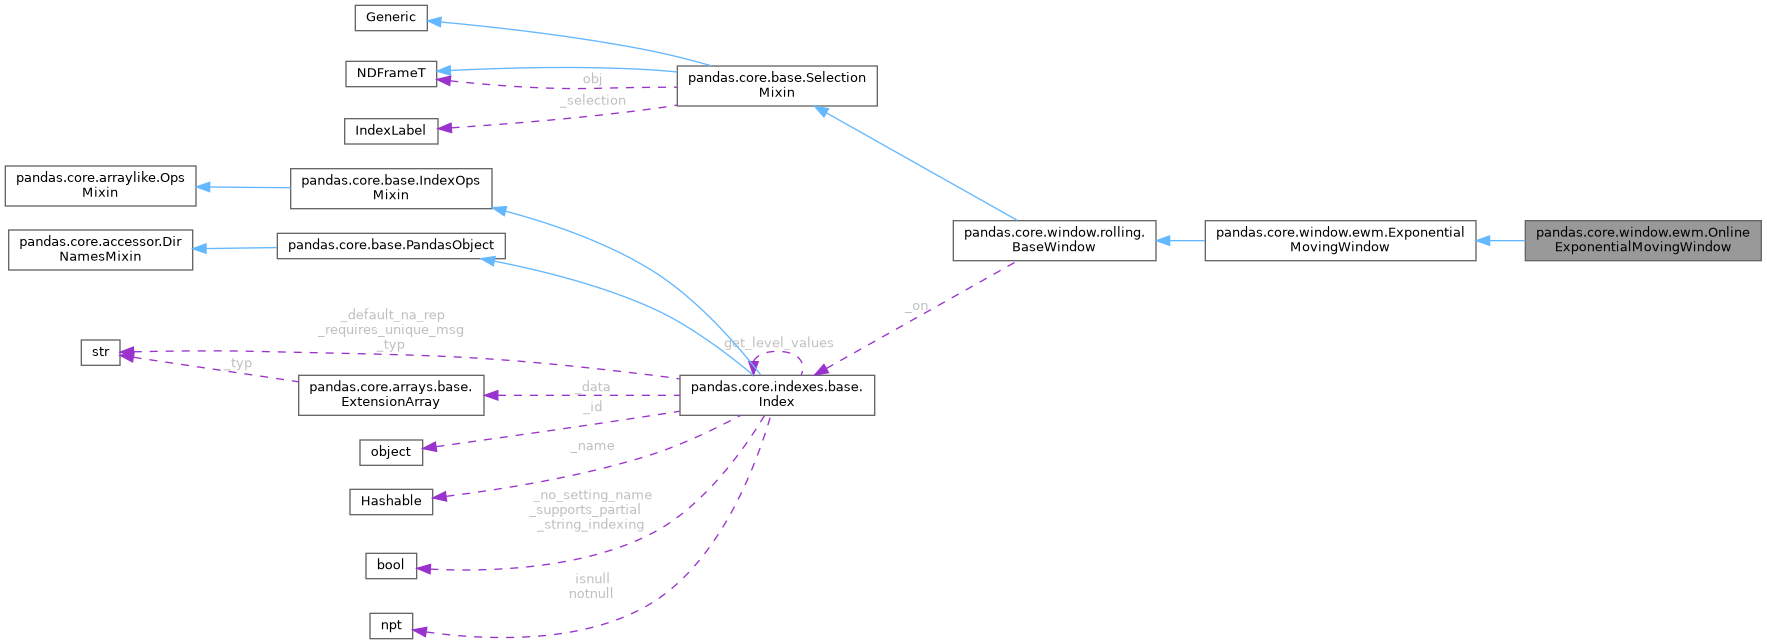 Generic
NDFrameT
obj
pandas.core.base.Selection
Mixin
_selection
IndexLabel
pandas.core.arraylike.Ops
Mixin
pandas.core.base.IndexOps
Mixin
pandas.core.accessor.Dir
NamesMixin
pandas.core.base.PandasObject
pandas.core.window.rolling.
BaseWindow
pandas.core.window.ewm.Exponential
MovingWindow
pandas.core.window.ewm.Online
ExponentialMovingWindow
_on
_default_na_rep
_requires_unique_msg
_typ
get_level_values
str
_typ
pandas.core.arrays.base.
ExtensionArray
_data
pandas.core.indexes.base.
Index
_id
object
_name
Hashable
_no_setting_name
_supports_partial
_string_indexing
bool
isnull
notnull
npt